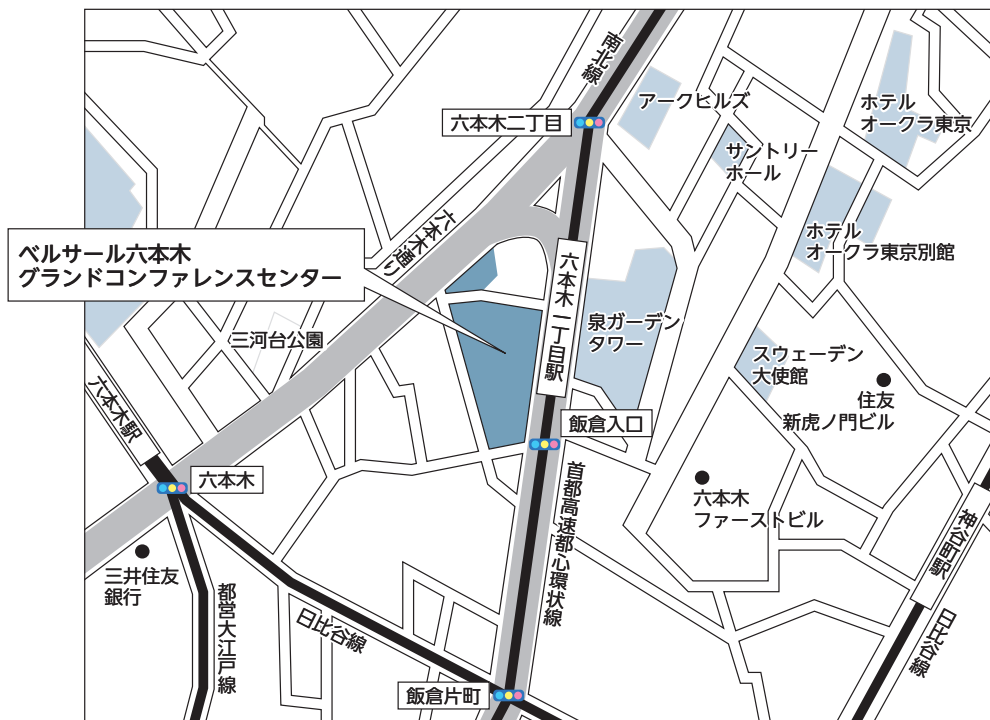 南北線
六本木二丁目
アークヒルズ
ホテル
オークラ東京
サントリー
ホール
六本木通り
ホテル
オークラ東京別館
ベルサール六本木
グランドコンファレンスセンター
六本木一丁目駅
泉ガーデン
タワー
三河台公園
スウェーデン
大使館
住友
新虎ノ門ビル
六本木駅
飯倉入口
六本木
首都高速都心環状線
六本木
ファーストビル
神谷町駅
三井住友
銀行
都営大江戸線
日比谷線
日比谷線
飯倉片町